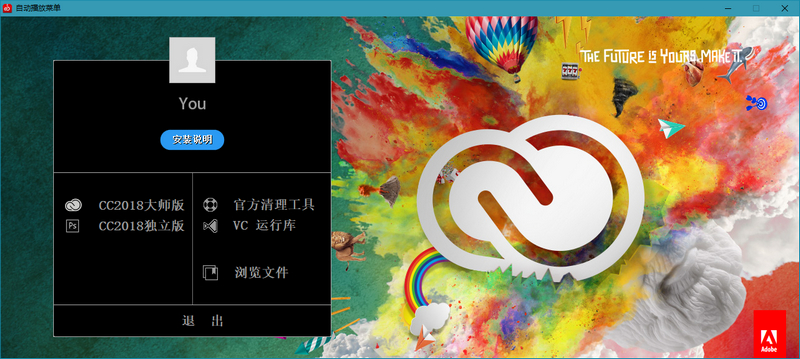 自动播放菜单
THE FUTURE IS YOURS. MAKE IT.
You
安装说明
CC2018大师版
官方清理工具
Ps CC2018独立版
VC 运行库
浏览文件
退 出
Adobe